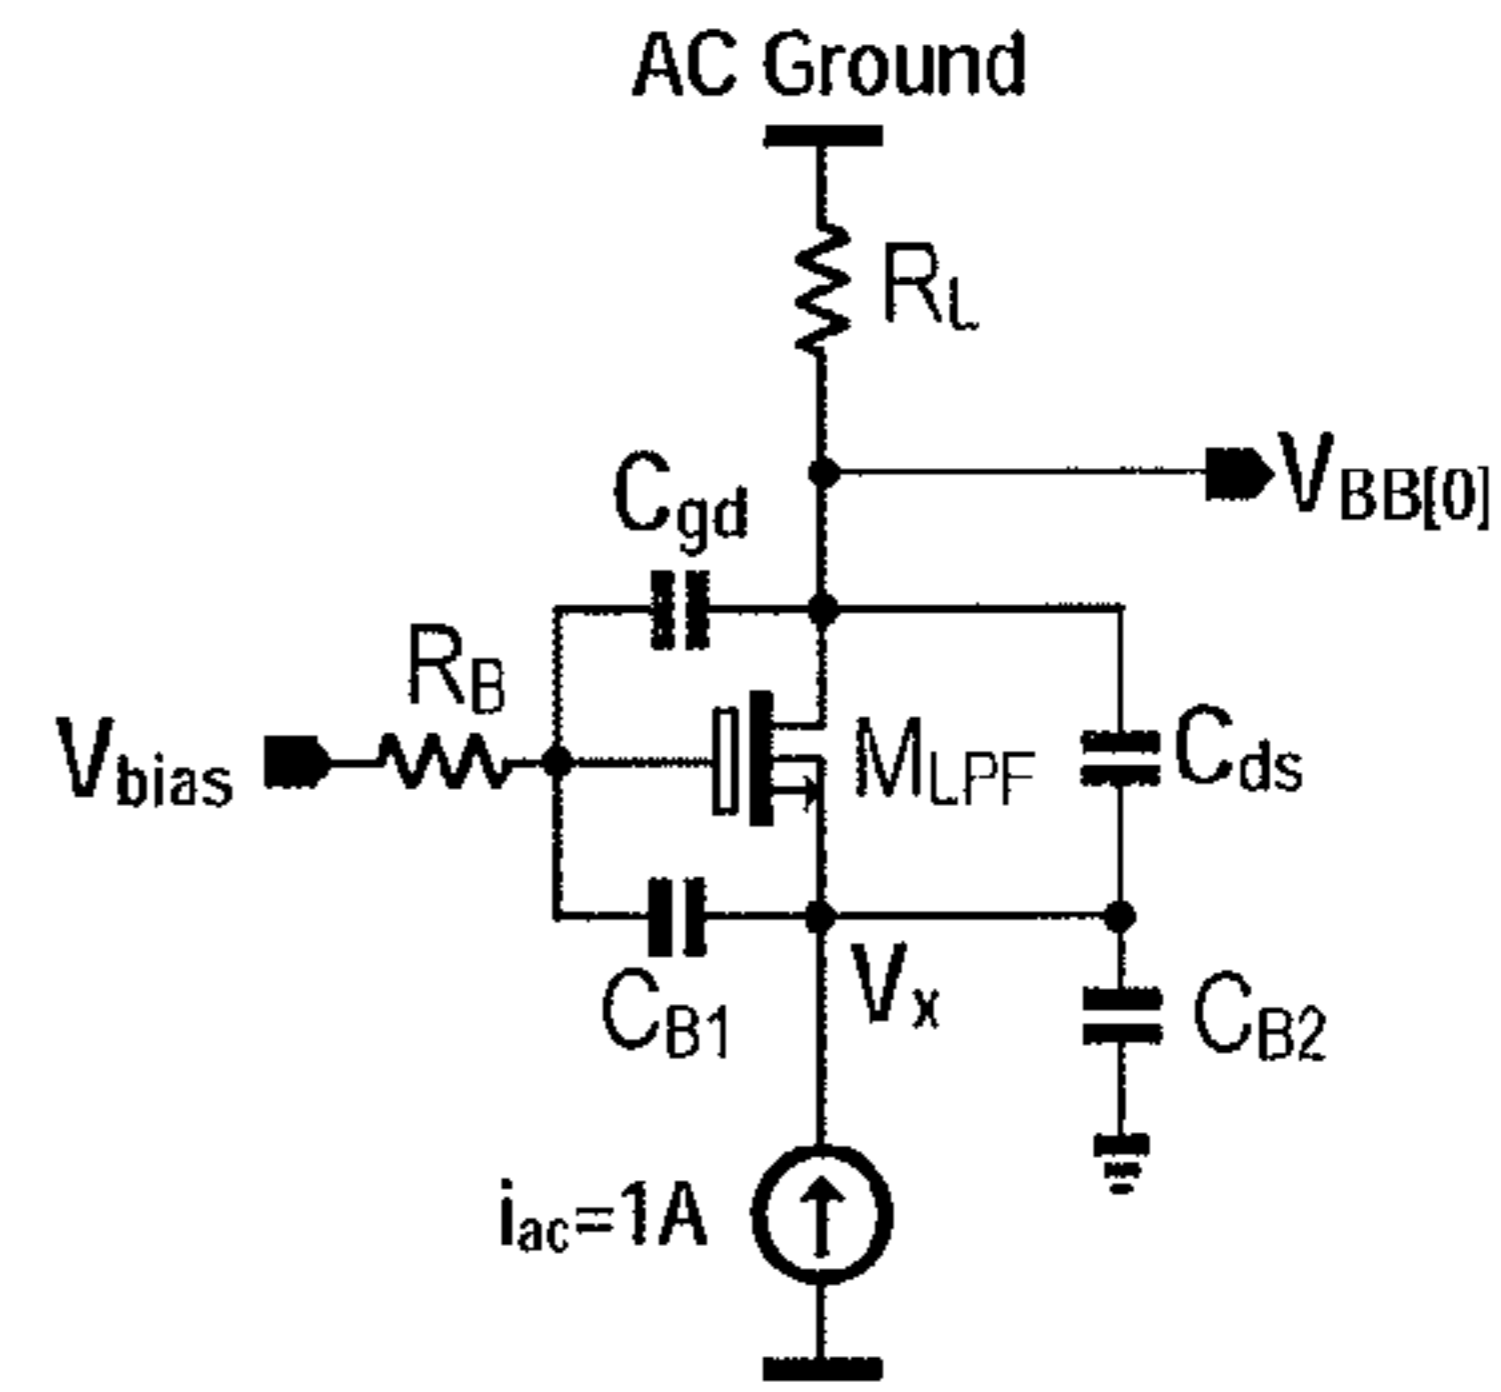 AC Ground
RL
VBB[0]
Cgd
RB
Vbias
MLPF
Cds
CB1
Vx
CB2
iac=1A